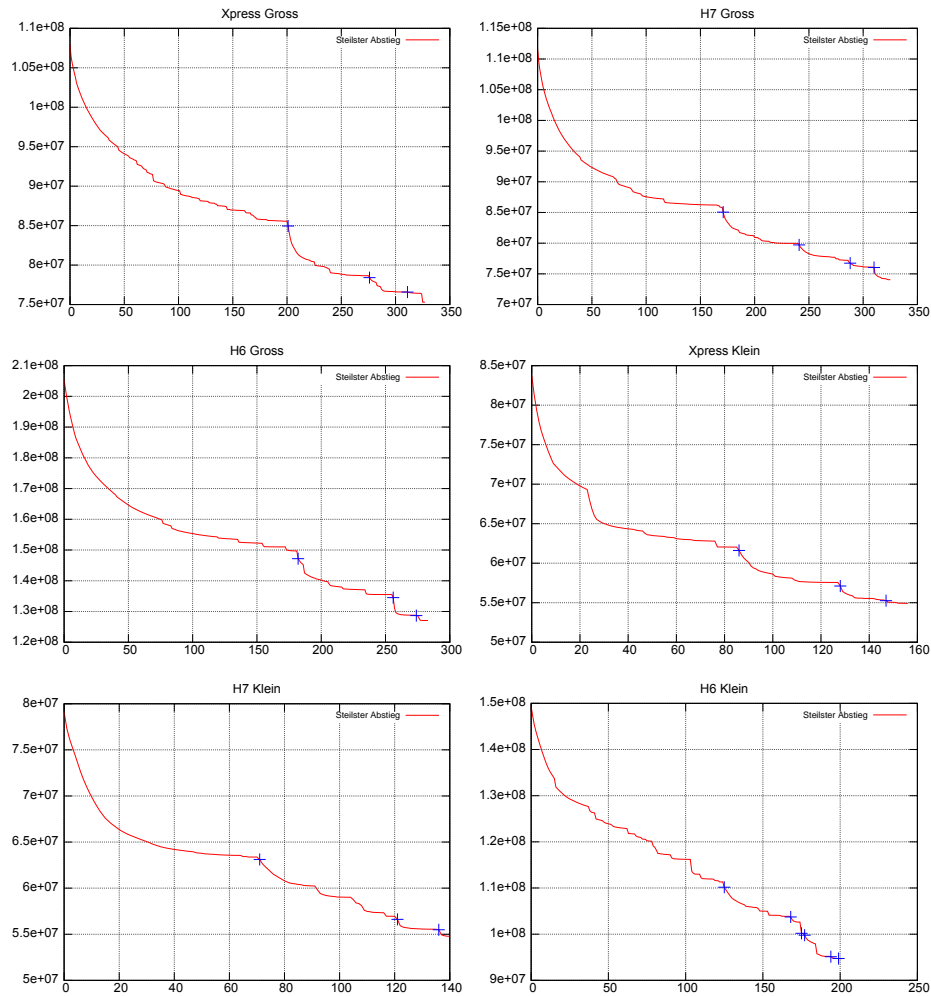 Xpress Gross
1.1e+08
1.05e+08
1e+08
9.5e+07
9e+07
8.5e+07
8e+07
7.5e+07
0 50 100 150 200 250 300 350
Steilster Abstieg
H7 Gross
1.15e+08
1.1e+08
1.05e+08
1e+08
9.5e+07
9e+07
8.5e+07
8e+07
7.5e+07
7e+07
0 50 100 150 200 250 300 350
Steilster Abstieg
H6 Gross
2.1e+08
2e+08
1.9e+08
1.8e+08
1.7e+08
1.6e+08
1.5e+08
1.4e+08
1.3e+08
1.2e+08
0 50 100 150 200 250 300
Steilster Abstieg
Xpress Klein
8.5e+07
8e+07
7.5e+07
7e+07
6.5e+07
6e+07
5.5e+07
5e+07
0 20 40 60 80 100 120 140 160
Steilster Abstieg
H7 Klein
8e+07
7.5e+07
7e+07
6.5e+07
6e+07
5.5e+07
5e+07
0 20 40 60 80 100 120 140
Steilster Abstieg
H6 Klein
1.5e+08
1.4e+08
1.3e+08
1.2e+08
1.1e+08
1e+08
9e+07
0 50 100 150 200 250
Steilster Abstieg